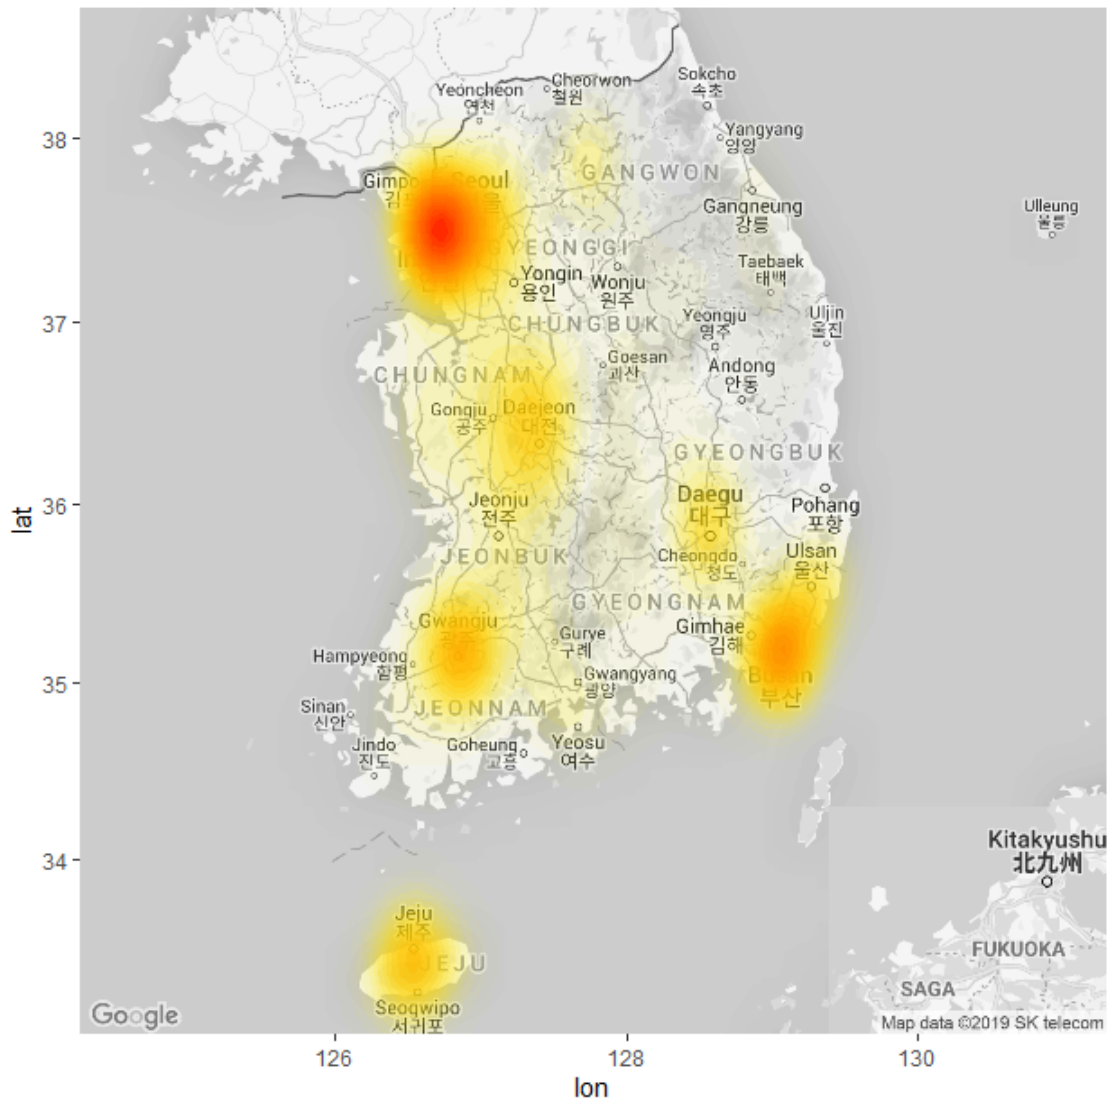 Sokcho
속초
Cheorwon
철원
Yeoncheon
연천
38
Yangyang
양양
GANGWON
Gimpo
Seoul
Gangneung
강릉
Ulleung
울릉
GYEONGGI
Taebaek
태백
Yongin
용인
Wonju
원주
37
CHUNGBUK
Yeongju
영주
Uljin
울진
Goesan
괴산
Andong
안동
CHUNGNAM
Gongju
공주
Daejeon
대전
GYEONGBUK
36
lat
Jeonju
전주
Daegu
대구
Pohang
포항
JEONBUK
Cheongdo
청도
Ulsan
울산
GYEONGNAM
Gwangju
광주
Gimhae
김해
Gurye
구례
Hampyeong
함평
35
Gwangyang
광양
Busan
부산
JEONNAM
Sinan
신안
Jindo
진도
Goheung
고흥
Yeosu
여수
34
Kitakyushu
北九州
Jeju
제주
JEJU
FUKUOKA
SAGA
Seogwipo
서귀포
Google
Map data ©2019 SK telecom
126
128
130
lon